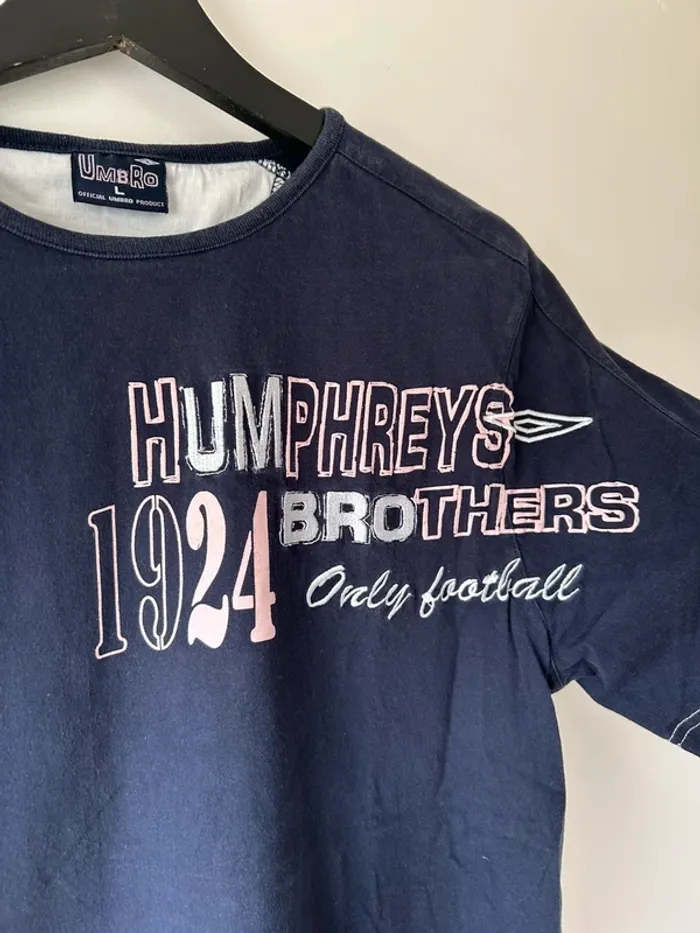 UMBRO
L
OFFICIAL UMBRO PRODUCT
HUMPHREYS
1924 BROTHERS
Only football